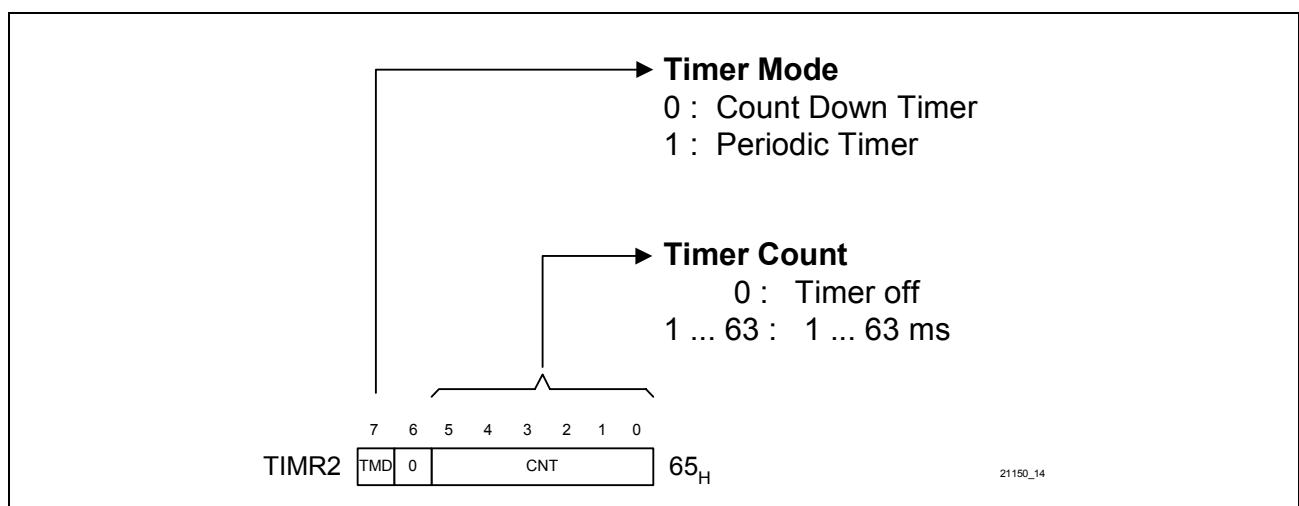 Timer Mode
0 : Count Down Timer
1 : Periodic Timer
Timer Count
0 : Timer off
1 ... 63 : 1 ... 63 ms
7 6 5 4 3 2 1 0
TIMR2 TMD 0 CNT 65H
21150_14